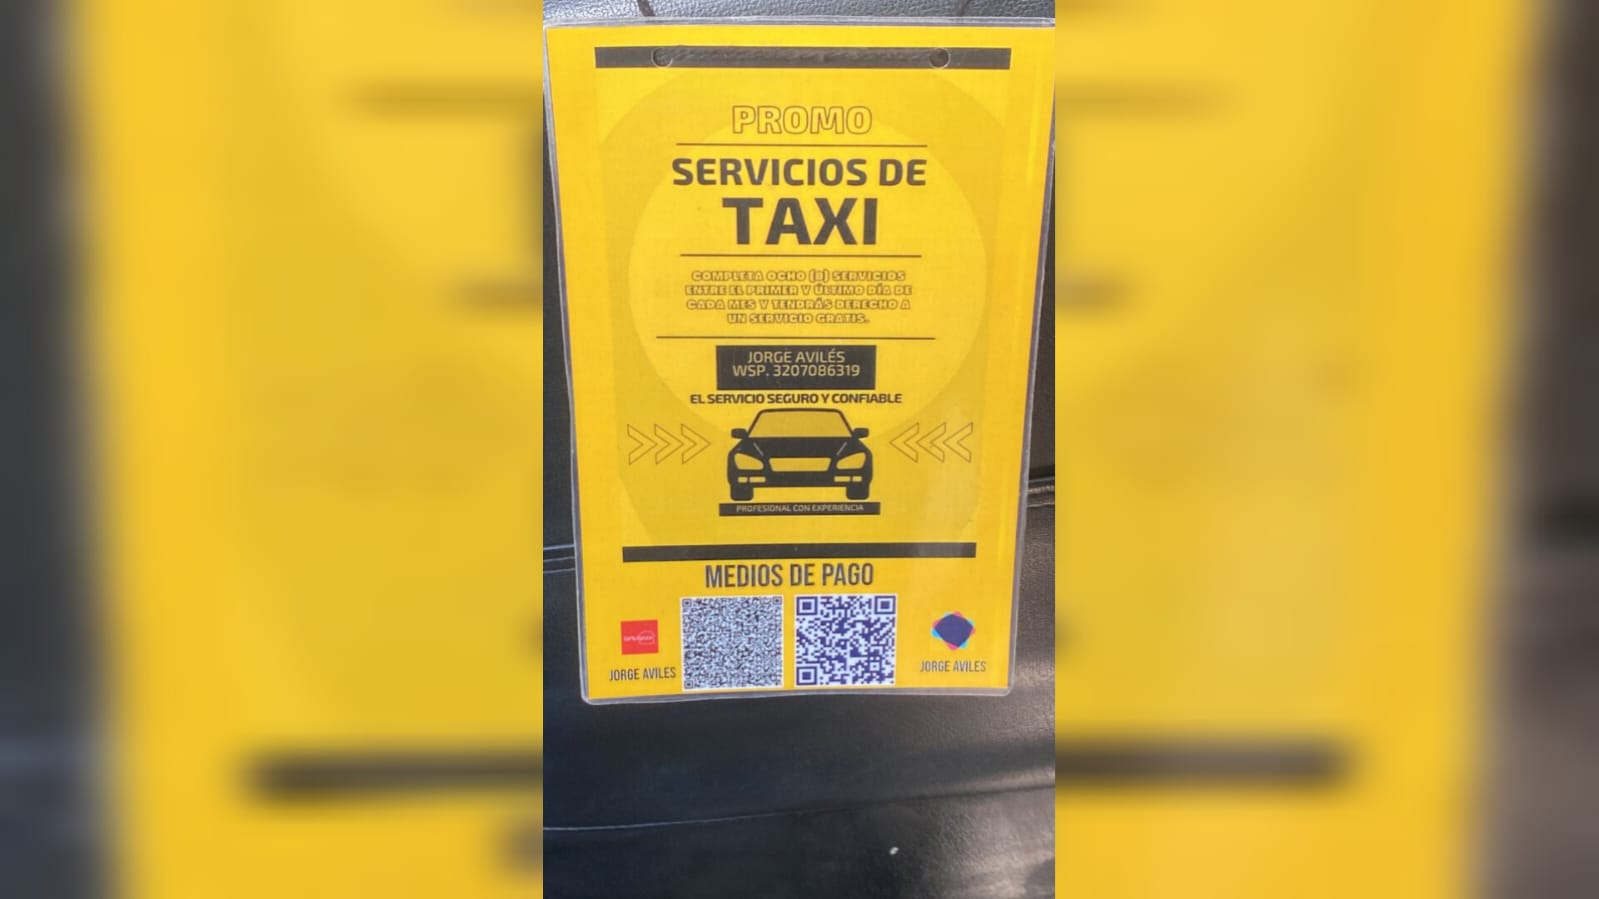 PROMO
SERVICIOS DE
TAXI
COMPLETA OCHO (8) SERVICIOS
ENTRE EL PRIMER Y ÚLTIMO DÍA DE
CADA MES Y TENDRÁS DERECHO A
UN SERVICIO GRATIS.
JORGE AVILÉS
WSP. 3207086319
EL SERVICIO SEGURO Y CONFIABLE
PROFESIONAL CON EXPERIENCIA
MEDIOS DE PAGO
JORGE AVILES
JORGE AVILES